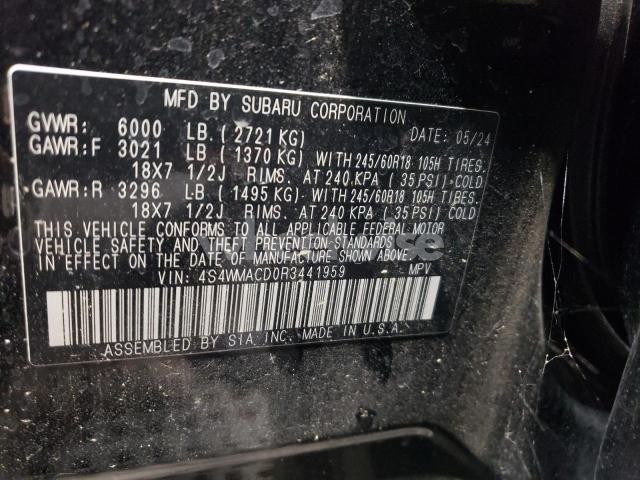 MFD BY SUBARU CORPORATION
GVWR: 6000 LB (2721 KG) DATE: 05/24
GAWR:F 3021 LB (1370 KG) WITH 245/60R18 105H TIRES.
18X7 1/2J RIMS. AT 240 KPA (35 PSI) COLD
GAWR:R 3296 LB (1495 KG) WITH 245/60R18 105H TIRES.
18X7 1/2J RIMS. AT 240 KPA (35 PSI) COLD
THIS VEHICLE CONFORMS TO ALL APPLICABLE FEDERAL MOTOR
VEHICLE SAFETY AND THEFT PREVENTION STANDARDS
IN EFFECT ON THE DATE OF MANUFACTURE SHOWN ABOVE.
VIN: 4S4WMACD0R3441959 MPV
ASSEMBLED BY SIA, INC. MADE IN U.S.A.